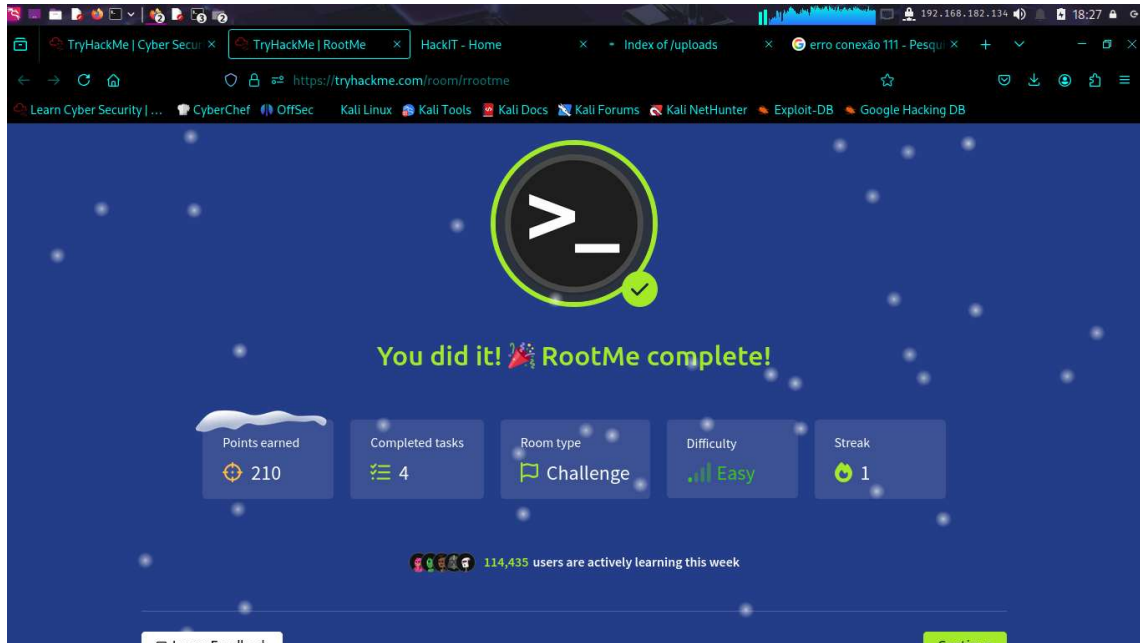 192.168.182.134
18:27
TryHackMe | Cyber Secur
TryHackMe | RootMe
HackIT - Home
Index of /uploads
erro conexão 111 - Pesqui
https://tryhackme.com/room/rrootme
Learn Cyber Security | ...
CyberChef
OffSec
Kali Linux
Kali Tools
Kali Docs
Kali Forums
Kali NetHunter
Exploit-DB
Google Hacking DB
>_
You did it! 🎉 RootMe complete!
Points earned
210
Completed tasks
4
Room type
Challenge
Difficulty
Easy
Streak
1
114,435 users are actively learning this week